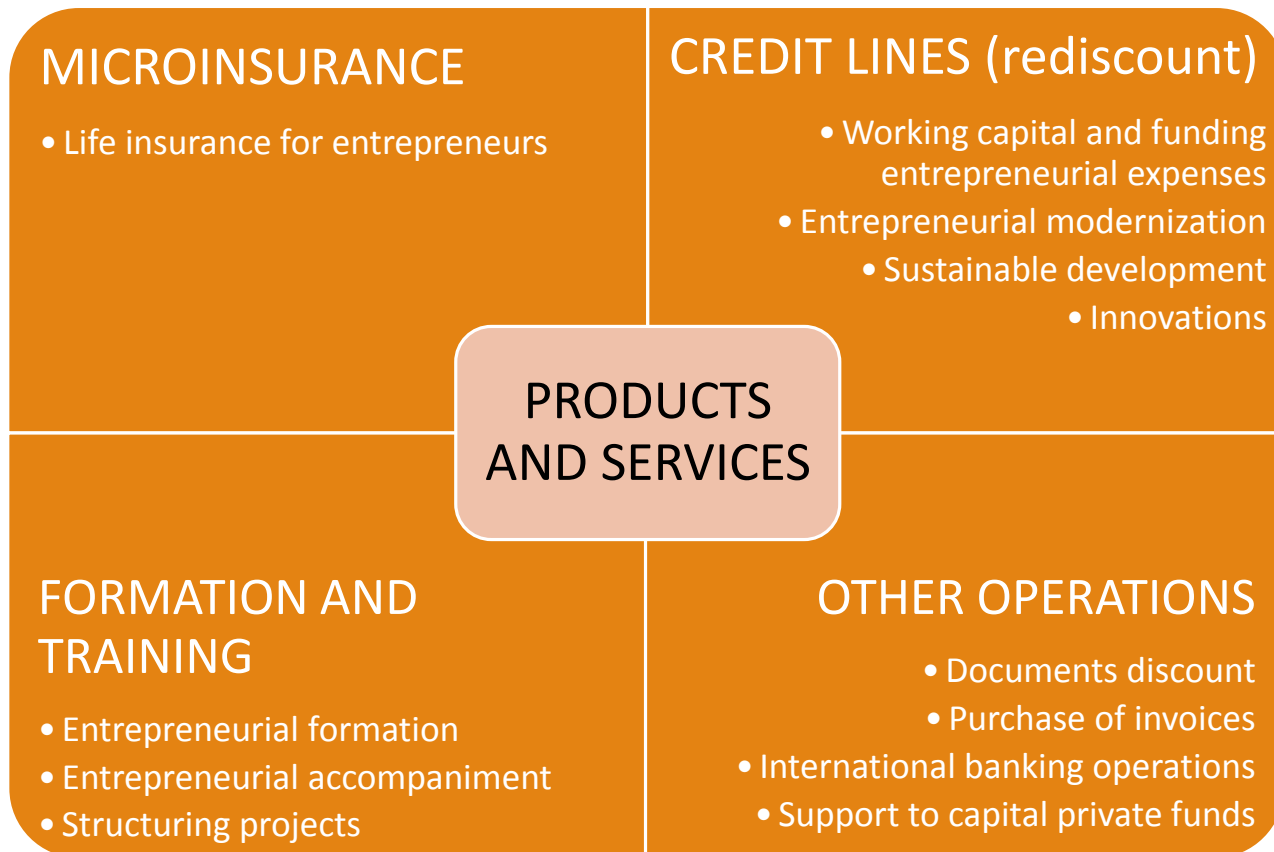 MICROINSURANCE
• Life insurance for entrepreneurs
CREDIT LINES (rediscount)
• Working capital and funding
entrepreneurial expenses
• Entrepreneurial modernization
• Sustainable development
• Innovations
PRODUCTS
AND SERVICES
FORMATION AND
TRAINING
• Entrepreneurial formation
• Entrepreneurial accompaniment
• Structuring projects
OTHER OPERATIONS
• Documents discount
• Purchase of invoices
• International banking operations
• Support to capital private funds